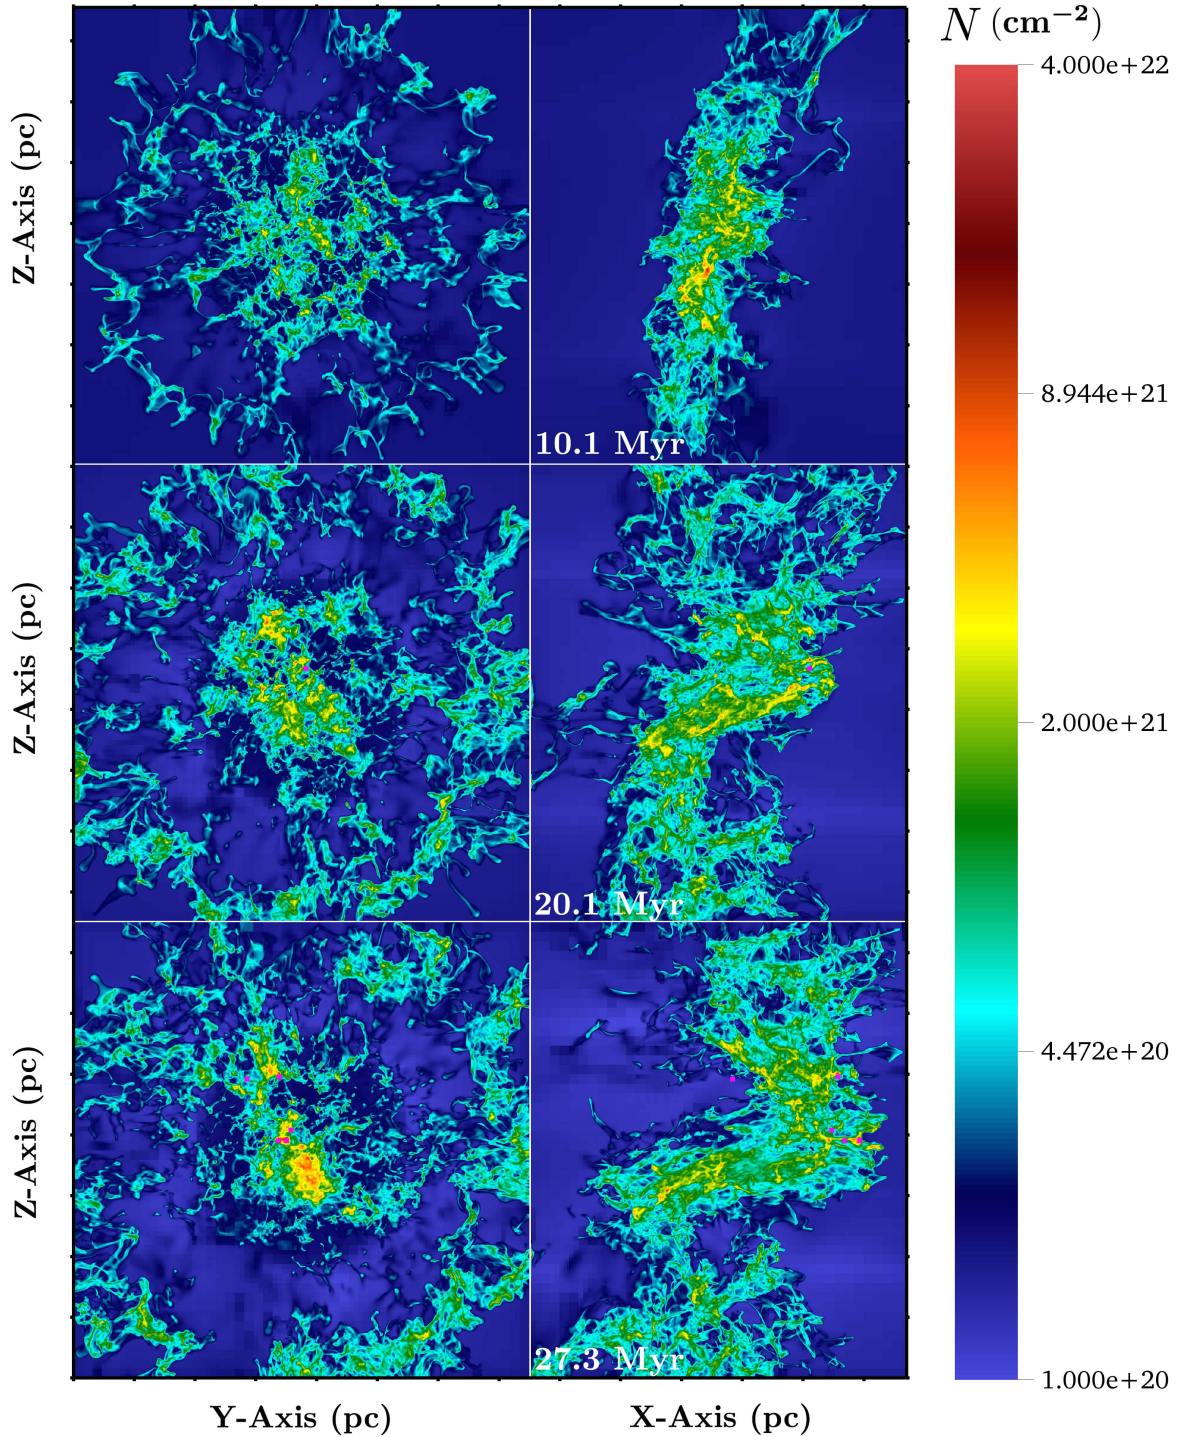 N (cm⁻²)
4.000e+22
8.944e+21
2.000e+21
4.472e+20
1.000e+20
Z-Axis (pc)
10.1 Myr
Z-Axis (pc)
20.1 Myr
Z-Axis (pc)
27.3 Myr
Y-Axis (pc)
X-Axis (pc)